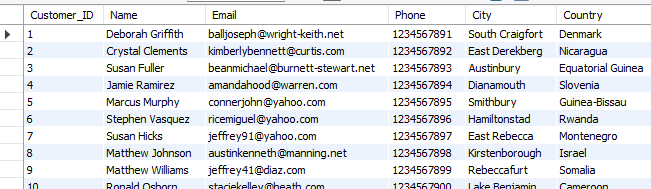 Customer_ID Name Email Phone City Country
1 Deborah Griffith balljoseph@wright-keith.net 1234567891 South Craigfort Denmark
2 Crystal Clements kimberlybennett@curtis.com 1234567892 East Derekberg Nicaragua
3 Susan Fuller beanmichael@burnett-stewart.net 1234567893 Austinbury Equatorial Guinea
4 Jamie Ramirez amandahood@warren.com 1234567894 Dianamouth Slovenia
5 Marcus Murphy connerjohn@yahoo.com 1234567895 Smithbury Guinea-Bissau
6 Stephen Vasquez ricemiguel@yahoo.com 1234567896 Hamiltonstad Rwanda
7 Susan Hicks jeffrey91@yahoo.com 1234567897 East Rebecca Montenegro
8 Matthew Johnson austinkenneth@manning.net 1234567898 Kirstenborough Israel
9 Matthew Williams jeffrey41@diaz.com 1234567899 Rebeccafurt Somalia
10 Ronald Osborn staciekelley@heath.com 1234567900 Lake Benjamin Cameroon